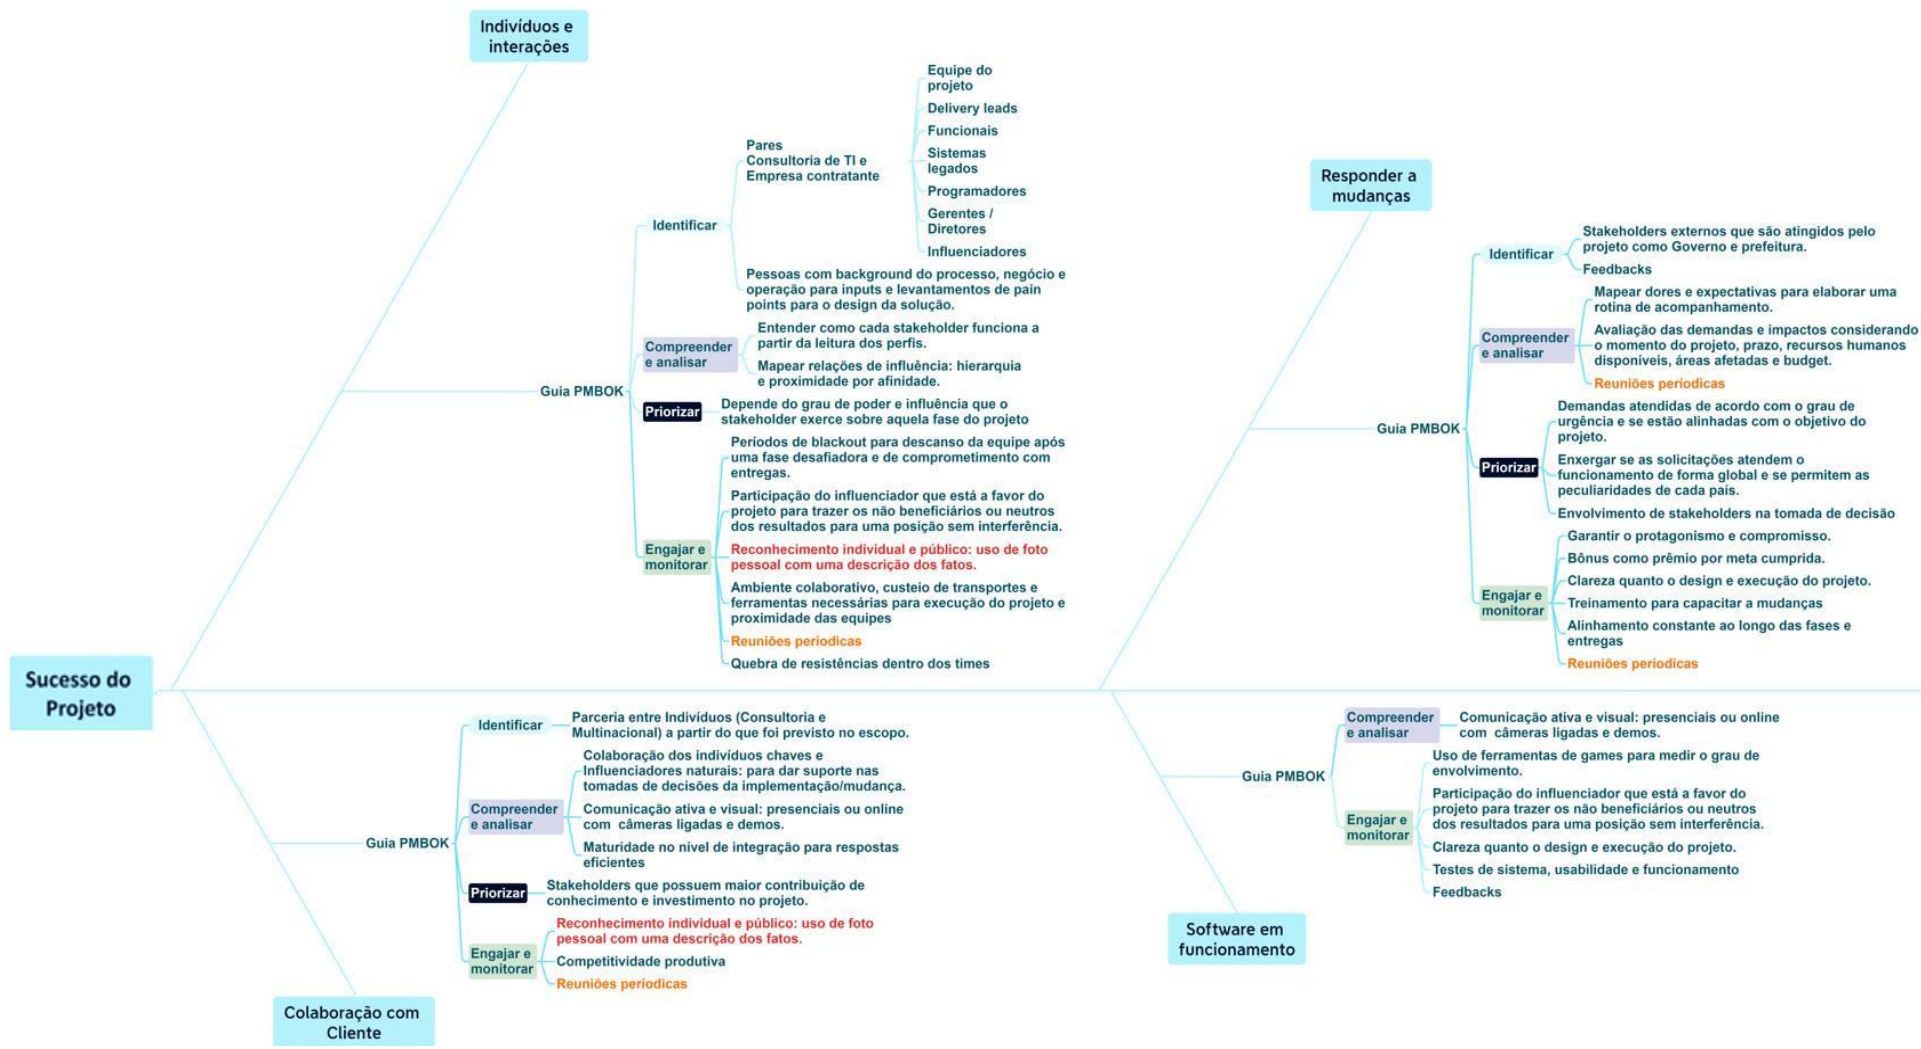 Indivíduos e
interações
Equipe do
projeto
Delivery leads
Funcionais
Sistemas
legados
Programadores
Gerentes /
Diretores
Influenciadores
Pares
Consultoria de TI e
Empresa contratante
Identificar
Pessoas com background do processo, negócio e
operação para inputs e levantamentos de pain
points para o design da solução.
Compreender
e analisar
Entender como cada stakeholder funciona a
partir da leitura dos perfis.
Mapear relações de influência: hierarquia
e proximidade por afinidade.
Guia PMBOK
Priorizar
Depende do grau de poder e influência que o
stakeholder exerce sobre aquela fase do projeto
Períodos de blackout para descanso da equipe após
uma fase desafiadora e de comprometimento com
entregas.
Participação do influenciador que está a favor do
projeto para trazer os não beneficiários ou neutros
dos resultados para uma posição sem interferência.
Engajar e
monitorar
Reconhecimento individual e público: uso de foto
pessoal com uma descrição dos fatos.
Ambiente colaborativo, custeio de transportes e
ferramentas necessárias para execução do projeto e
proximidade das equipes
Reuniões períodicas
Quebra de resistências dentro dos times
Responder a
mudanças
Identificar
Stakeholders externos que são atingidos pelo
projeto como Governo e prefeitura.
Feedbacks
Compreender
e analisar
Mapear dores e expectativas para elaborar uma
rotina de acompanhamento.
Avaliação das demandas e impactos considerando
o momento do projeto, prazo, recursos humanos
disponíveis, áreas afetadas e budget.
Reuniões períodicas
Guia PMBOK
Priorizar
Demandas atendidas de acordo com o grau de
urgência e se estão alinhadas com o objetivo do
projeto.
Enxergar se as solicitações atendem o
funcionamento de forma global e se permitem as
peculiaridades de cada país.
Envolvimento de stakeholders na tomada de decisão
Engajar e
monitorar
Garantir o protagonismo e compromisso.
Bônus como prêmio por meta cumprida.
Clareza quanto o design e execução do projeto.
Treinamento para capacitar a mudanças
Alinhamento constante ao longo das fases e
entregas
Reuniões períodicas
Sucesso do
Projeto
Identificar
Parceria entre Indivíduos (Consultoria e
Multinacional) a partir do que foi previsto no escopo.
Compreender
e analisar
Colaboração dos indivíduos chaves e
Influenciadores naturais: para dar suporte nas
tomadas de decisões da implementação/mudança.
Comunicação ativa e visual: presenciais ou online
com câmeras ligadas e demos.
Maturidade no nível de integração para respostas
eficientes
Guia PMBOK
Priorizar
Stakeholders que possuem maior contribuição de
conhecimento e investimento no projeto.
Engajar e
monitorar
Reconhecimento individual e público: uso de foto
pessoal com uma descrição dos fatos.
Competitividade produtiva
Reuniões períodicas
Colaboração com
Cliente
Compreender
e analisar
Comunicação ativa e visual: presenciais ou online
com câmeras ligadas e demos.
Guia PMBOK
Engajar e
monitorar
Uso de ferramentas de games para medir o grau de
envolvimento.
Participação do influenciador que está a favor do
projeto para trazer os não beneficiários ou neutros
dos resultados para uma posição sem interferência.
Clareza quanto o design e execução do projeto.
Testes de sistema, usabilidade e funcionamento
Feedbacks
Software em
funcionamento